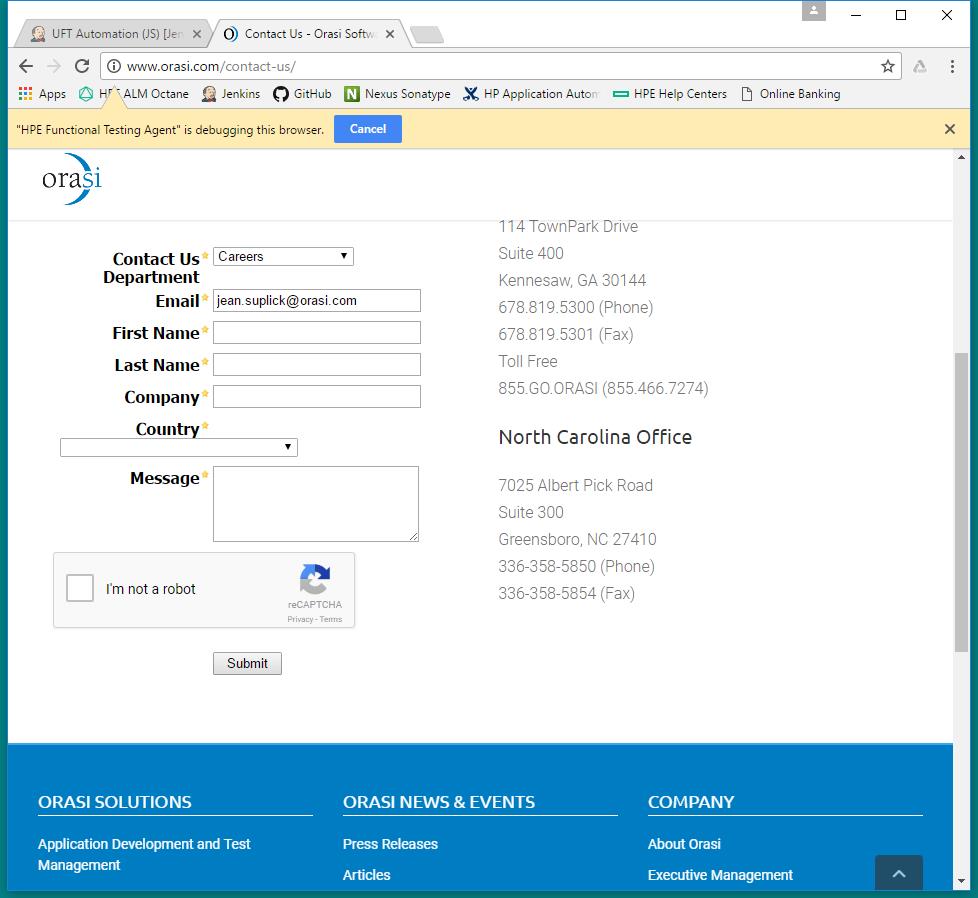 UFT Automation (JS) [Jen
Contact Us - Orasi Softw
www.orasi.com/contact-us/
Apps
HPE ALM Octane
Jenkins
GitHub
Nexus Sonatype
HP Application Autom
HPE Help Centers
Online Banking
"HPE Functional Testing Agent" is debugging this browser.
Cancel
orasi
Contact Us
Department
Careers
Email
jean.suplick@orasi.com
First Name
Last Name
Company
Country
Message
I'm not a robot
reCAPTCHA
Privacy - Terms
Submit
114 TownPark Drive
Suite 400
Kennesaw, GA 30144
678.819.5300 (Phone)
678.819.5301 (Fax)
Toll Free
855.GO.ORASI (855.466.7274)
North Carolina Office
7025 Albert Pick Road
Suite 300
Greensboro, NC 27410
336-358-5850 (Phone)
336-358-5854 (Fax)
ORASI SOLUTIONS
Application Development and Test
Management
ORASI NEWS & EVENTS
Press Releases
Articles
COMPANY
About Orasi
Executive Management